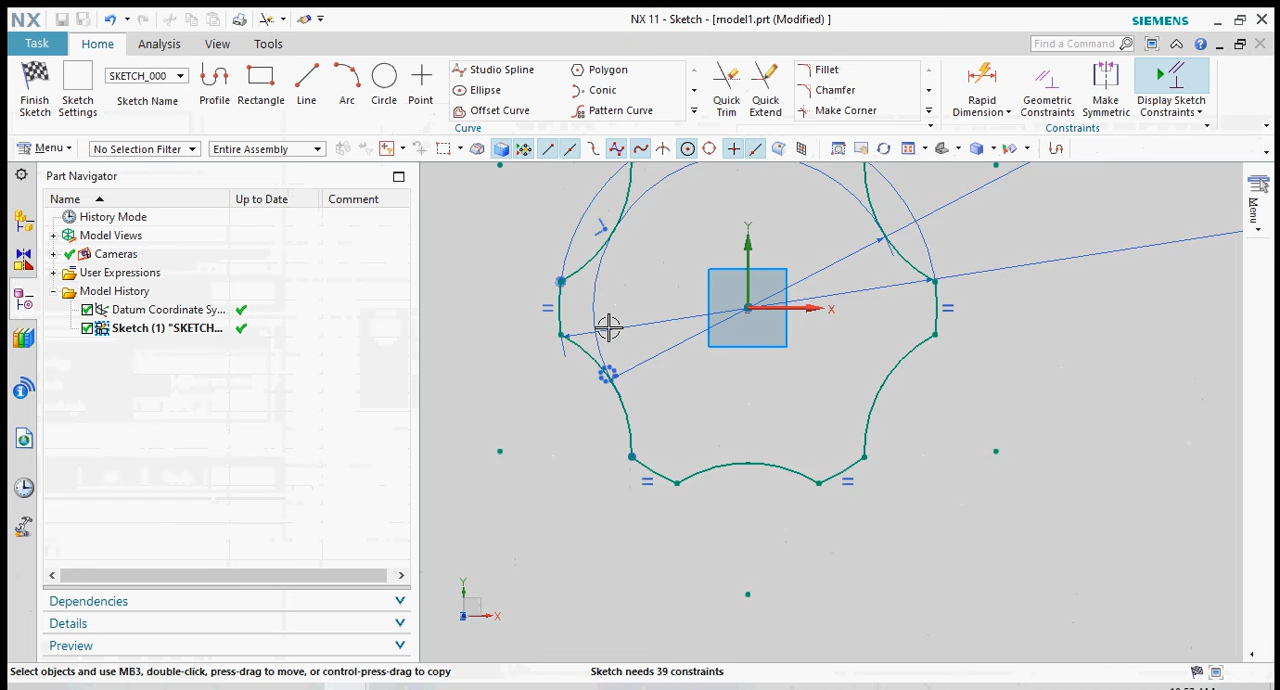 NX
NX 11 - Sketch - [model1.prt (Modified) ]
SIEMENS
Task
Home
Analysis
View
Tools
Find a Command
Finish Sketch
Sketch Settings
SKETCH_000
Sketch Name
Profile
Rectangle
Line
Arc
Circle
Point
Studio Spline
Ellipse
Offset Curve
Polygon
Conic
Pattern Curve
Curve
Quick Trim
Quick Extend
Fillet
Chamfer
Make Corner
Rapid Dimension
Geometric Constraints
Make Symmetric
Display Sketch Constraints
Constraints
Menu
No Selection Filter
Entire Assembly
Part Navigator
Name
Up to Date
Comment
History Mode
Model Views
Cameras
User Expressions
Model History
Datum Coordinate Sy...
Sketch (1) "SKETCH...
Dependencies
Details
Preview
Y
X
Y
X
Menu
Select objects and use MB3, double-click, press-drag to move, or control-press-drag to copy
Sketch needs 39 constraints